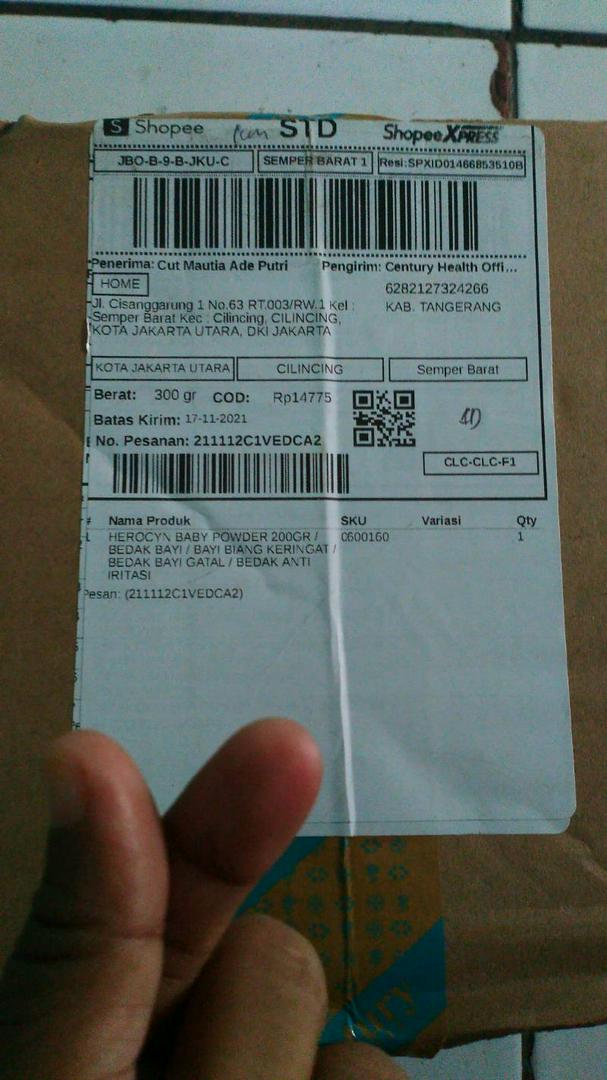 S Shopee STD Shopee XPRESS
JBO-B-9-B-JKU-C SEMPER BARAT 1 Resi:SPXID01466853510B
Penerima: Cut Mautia Ade Putri Pengirim: Century Health Offi...
HOME 6282127324266
Jl. Cisanggarung 1 No.63 RT.003/RW.1 Kel : KAB. TANGERANG
Semper Barat Kec : Cilincing, CILINCING,
KOTA JAKARTA UTARA, DKI JAKARTA
KOTA JAKARTA UTARA CILINCING Semper Barat
Berat: 300 gr COD: Rp14775
Batas Kirim: 17-11-2021
No. Pesanan: 211112C1VEDCA2
CLC-CLC-F1
# Nama Produk SKU Variasi Qty
HEROCYN BABY POWDER 200GR / 0600160 1
BEDAK BAYI / BAYI BIANG KERINGAT /
BEDAK BAYI GATAL / BEDAK ANTI
IRITASI
Pesan: (211112C1VEDCA2)